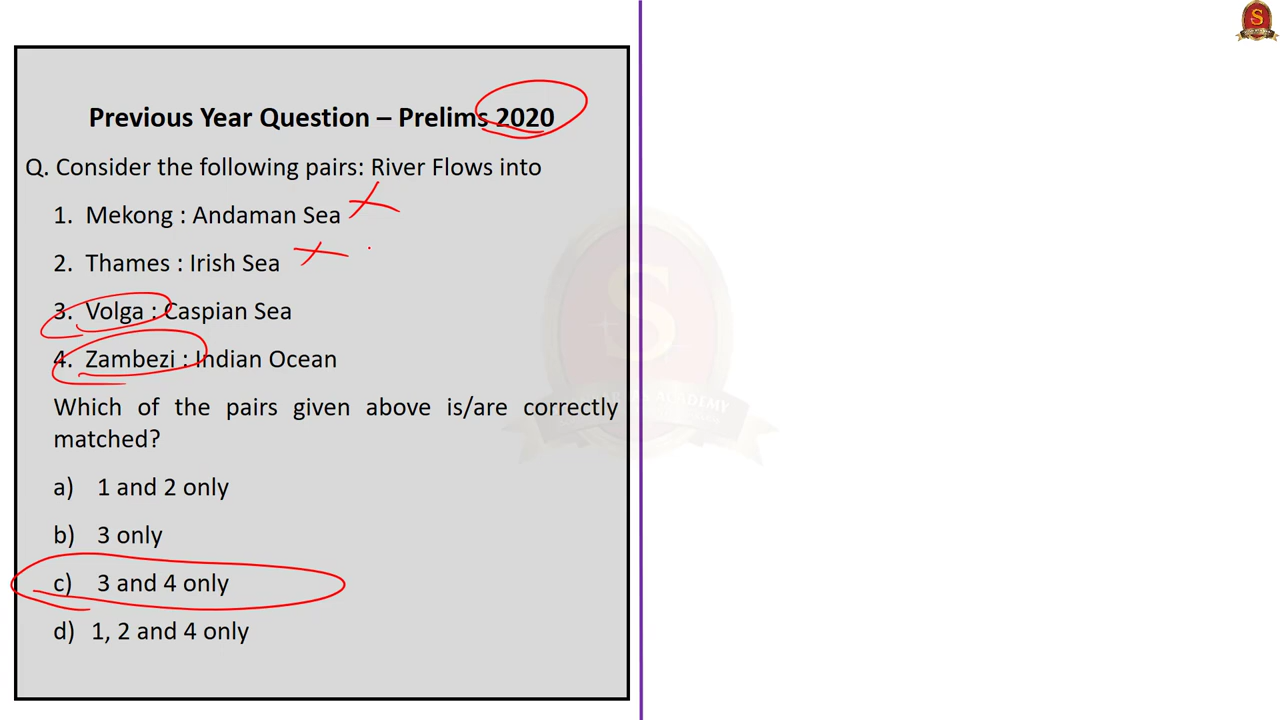 S
Previous Year Question – Prelims 2020
Q. Consider the following pairs: River Flows into
1. Mekong : Andaman Sea
2. Thames : Irish Sea
3. Volga : Caspian Sea
4. Zambezi : Indian Ocean
Which of the pairs given above is/are correctly
matched?
a) 1 and 2 only
b) 3 only
c) 3 and 4 only
d) 1, 2 and 4 only